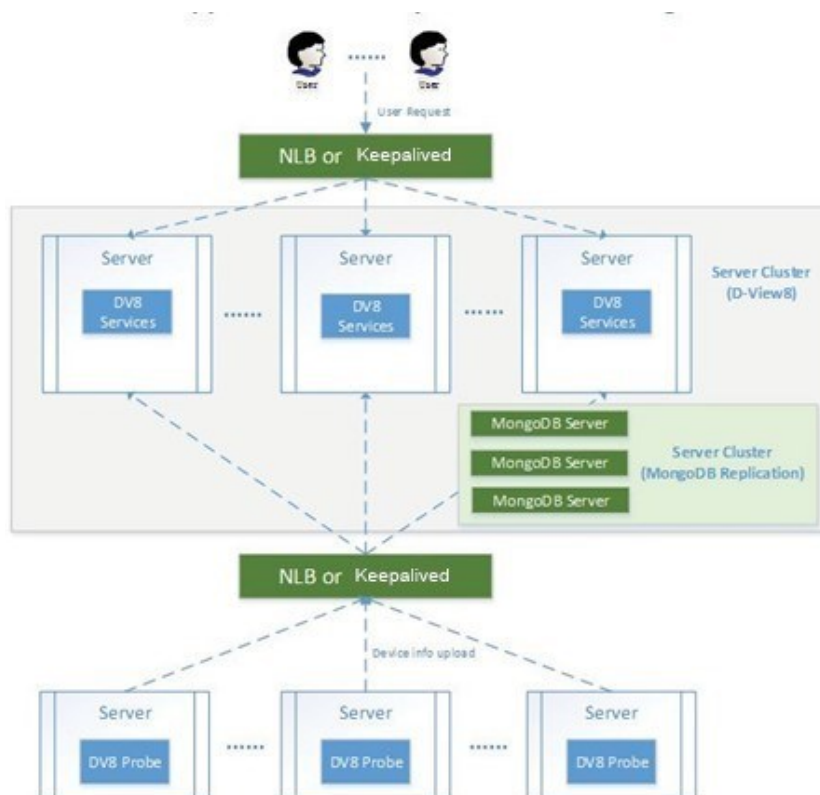 User
User
User Request
NLB or Keepalived
Server
Server
Server
DV8
Services
DV8
Services
DV8
Services
......
......
Server Cluster
(D-View8)
MongoDB Server
MongoDB Server
MongoDB Server
Server Cluster
(MongoDB Replication)
NLB or Keepalived
Device info upload
Server
Server
Server
DV8 Probe
......
DV8 Probe
......
DV8 Probe